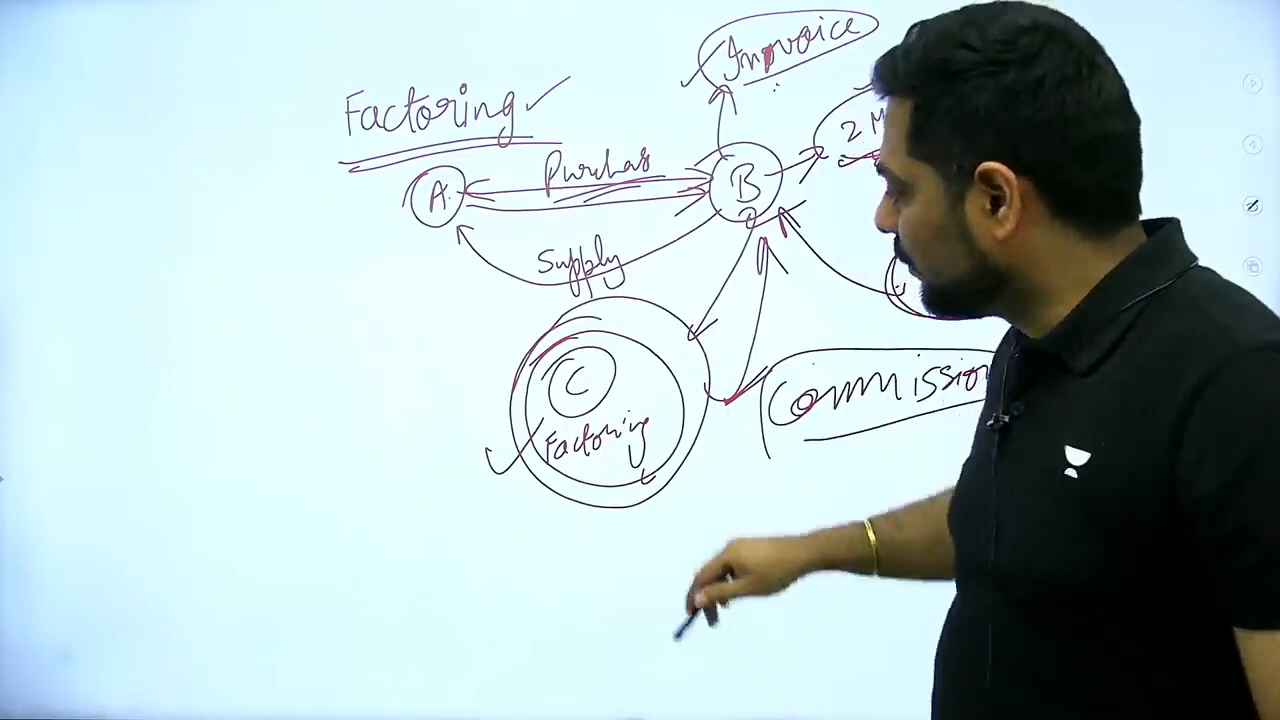 Invoice
Factoring
2 M
Purchas
A
B
Supply
C
Factoring
Commission